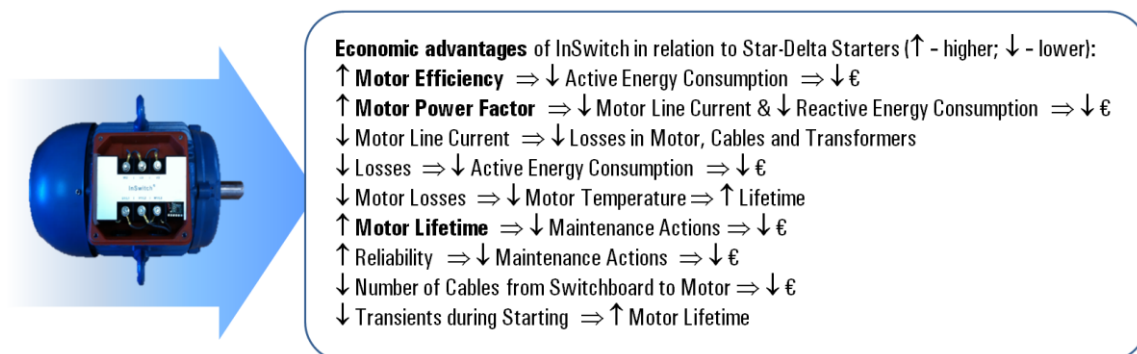 Economic advantages of InSwitch in relation to Star-Delta Starters (↑ - higher; ↓ - lower):
↑ Motor Efficiency ⇒ ↓ Active Energy Consumption ⇒ ↓ €
↑ Motor Power Factor ⇒ ↓ Motor Line Current & ↓ Reactive Energy Consumption ⇒ ↓ €
↓ Motor Line Current ⇒ ↓ Losses in Motor, Cables and Transformers
↓ Losses ⇒ ↓ Active Energy Consumption ⇒ ↓ €
↓ Motor Losses ⇒ ↓ Motor Temperature ⇒ ↑ Lifetime
↑ Motor Lifetime ⇒ ↓ Maintenance Actions ⇒ ↓ €
↑ Reliability ⇒ ↓ Maintenance Actions ⇒ ↓ €
↓ Number of Cables from Switchboard to Motor ⇒ ↓ €
↓ Transients during Starting ⇒ ↑ Motor Lifetime
InSwitch